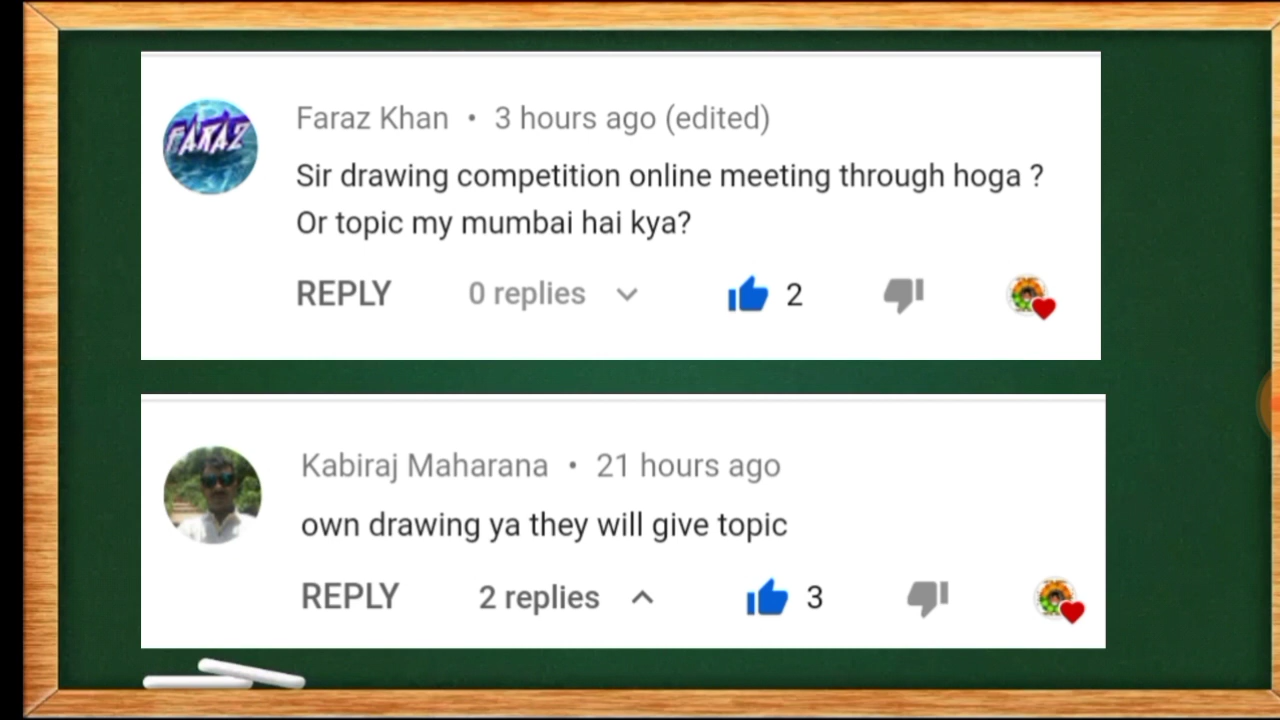 FARAZ
Faraz Khan • 3 hours ago (edited)
Sir drawing competition online meeting through hoga ?
Or topic my mumbai hai kya?
REPLY 0 replies 2
Kabiraj Maharana • 21 hours ago
own drawing ya they will give topic
REPLY 2 replies 3